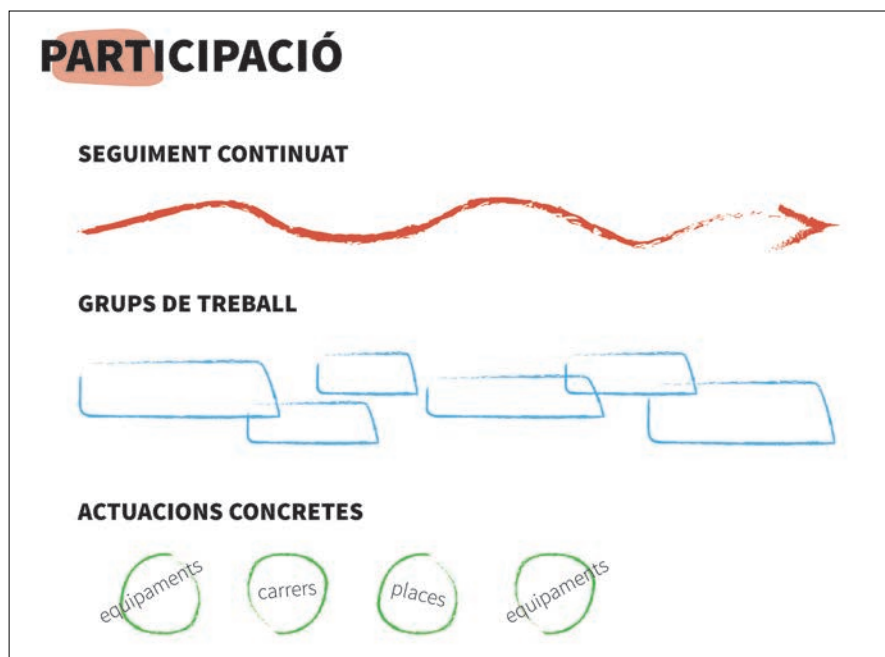 PARTICIPACIÓ
SEGUIMENT CONTINUAT
GRUPS DE TREBALL
ACTUACIONS CONCRETES
equipaments carrers places equipaments